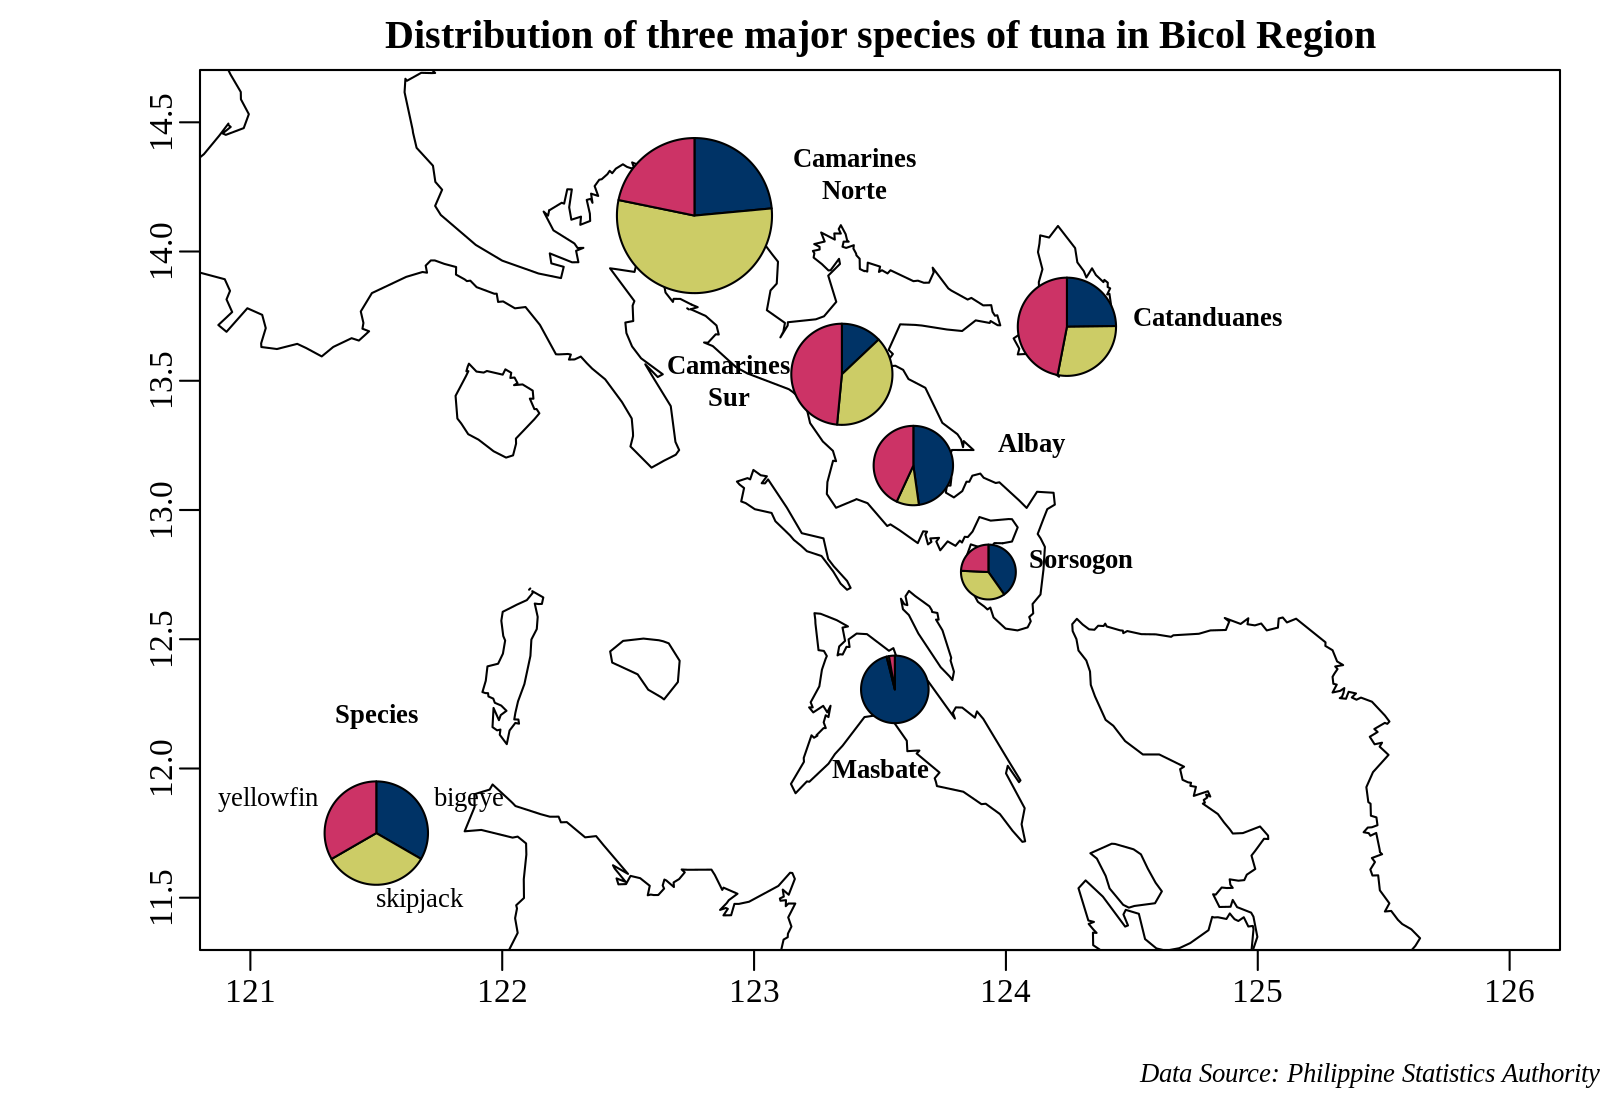 Distribution of three major species of tuna in Bicol Region
14.5
14.0
13.5
13.0
12.5
12.0
11.5
Camarines
Norte
Catanduanes
Camarines
Sur
Albay
Sorsogon
Masbate
Species
yellowfin
bigeye
skipjack
121
122
123
124
125
126
Data Source: Philippine Statistics Authority